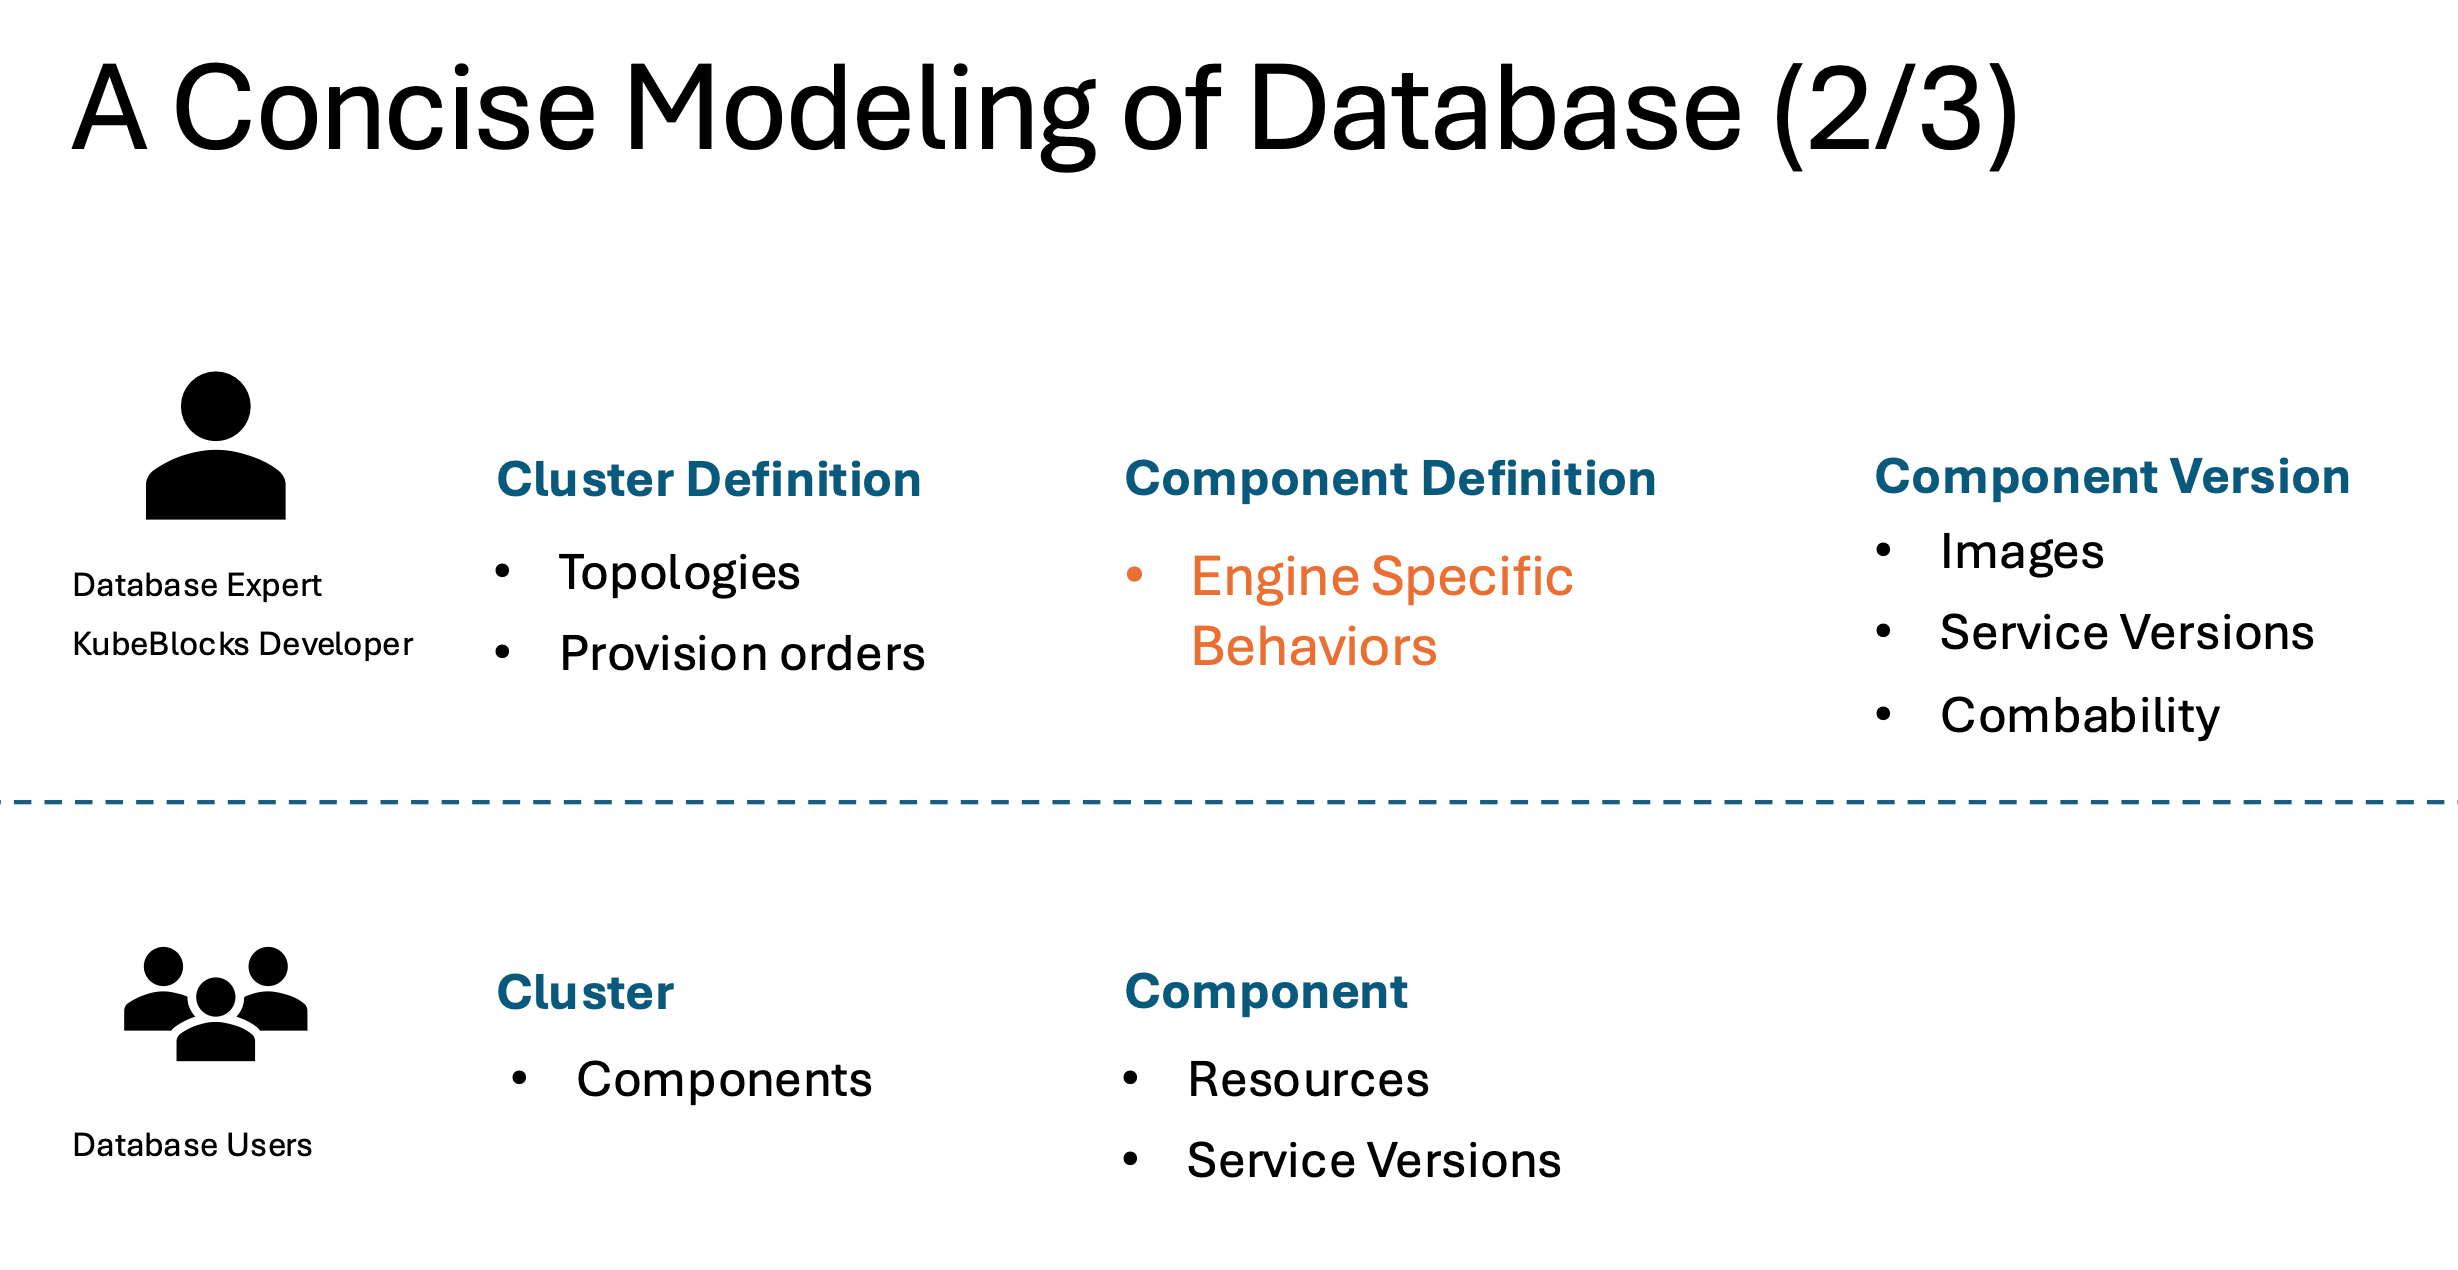 A Concise Modeling of Database (2/3)
Database Expert
KubeBlocks Developer
Cluster Definition
• Topologies
• Provision orders
Component Definition
• Engine Specific
Behaviors
Component Version
• Images
• Service Versions
• Combability
Database Users
Cluster
• Components
Component
• Resources
• Service Versions